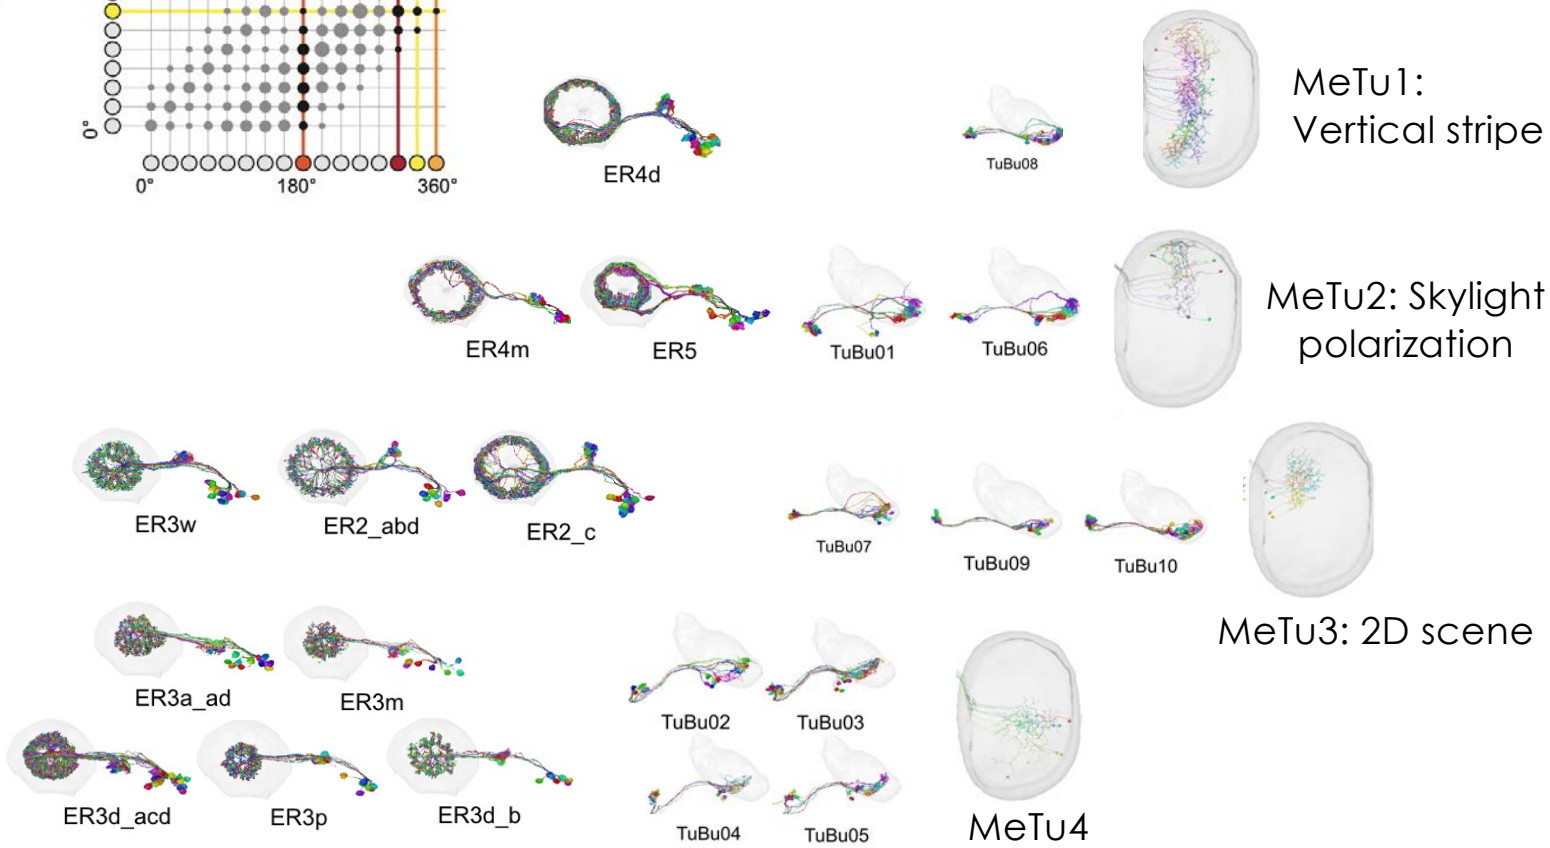 0°
0°
180°
360°
ER4d
TuBu08
MeTu1:
Vertical stripe
ER4m
ER5
TuBu01
TuBu06
MeTu2: Skylight
polarization
ER3w
ER2_abd
ER2_c
TuBu07
TuBu09
TuBu10
MeTu3: 2D scene
ER3a_ad
ER3m
TuBu02
TuBu03
ER3d_acd
ER3p
ER3d_b
TuBu04
TuBu05
MeTu4